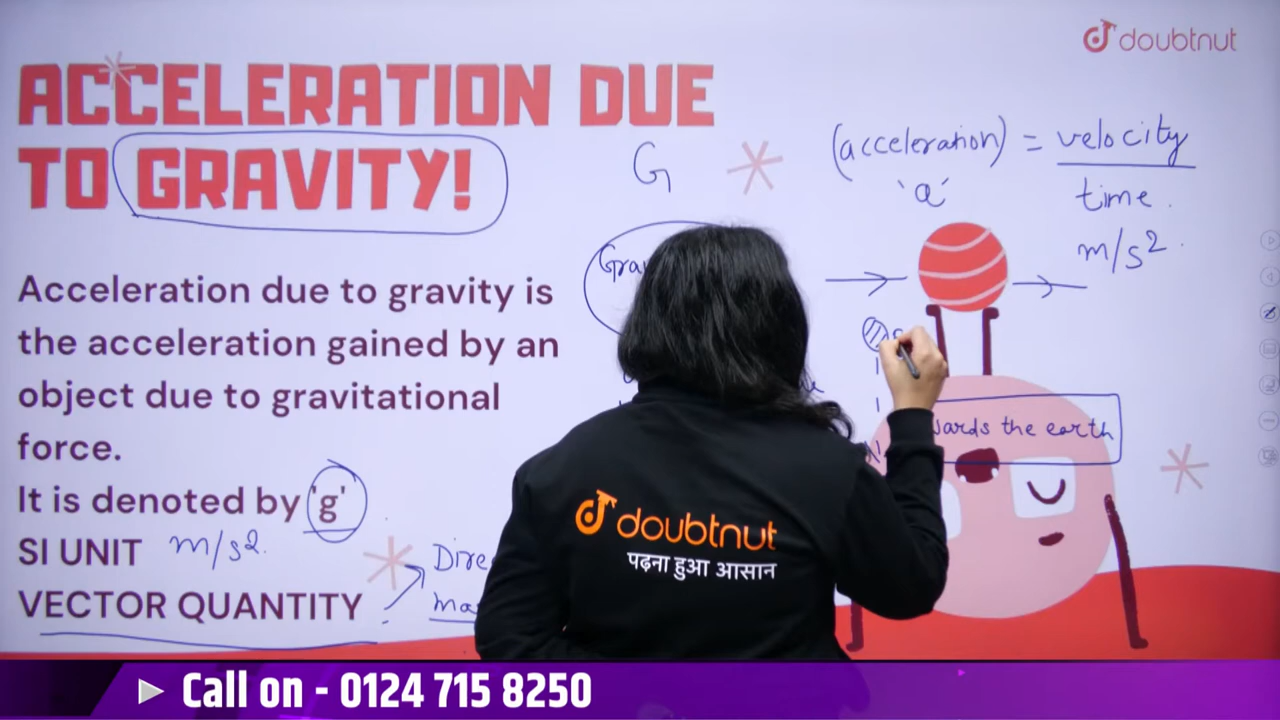 doubtnut
ACCELERATION DUE
TO GRAVITY!
G
(acceleration) = velocity
'a'
time.
m/s2.
Acceleration due to gravity is
the acceleration gained by an
object due to gravitational
force.
It is denoted by 'g'
SI UNIT m/s2.
VECTOR QUANTITY
the earth
doubtnut
पढ़ना हुआ आसान
Call on - 0124 715 8250